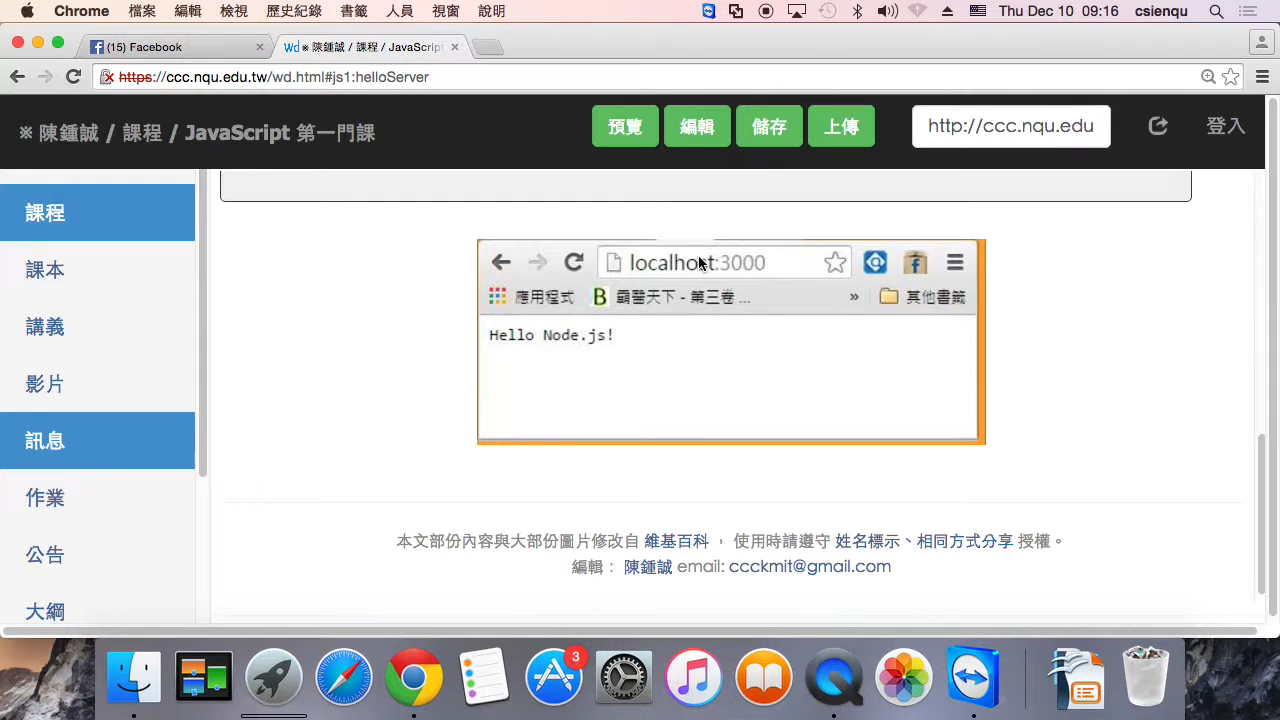 Chrome 檔案 編輯 檢視 歷史紀錄 書籤 人員 視窗 說明 Thu Dec 10 09:16 csienqu
(15) Facebook
※ 陳鍾誠 / 課程 / JavaScript
https://ccc.nqu.edu.tw/wd.html#js1:helloServer
※ 陳鍾誠 / 課程 / JavaScript 第一門課
預覽 編輯 儲存 上傳 http://ccc.nqu.edu 登入
課程
課本
講義
影片
訊息
作業
公告
大綱
localhost:3000
應用程式 B 霸醫天下 - 第三卷 ... » 其他書籤
Hello Node.js!
本文部份內容與大部份圖片修改自 維基百科 ， 使用時請遵守 姓名標示、相同方式分享 授權。
編輯： 陳鍾誠 email: ccckmit@gmail.com
3